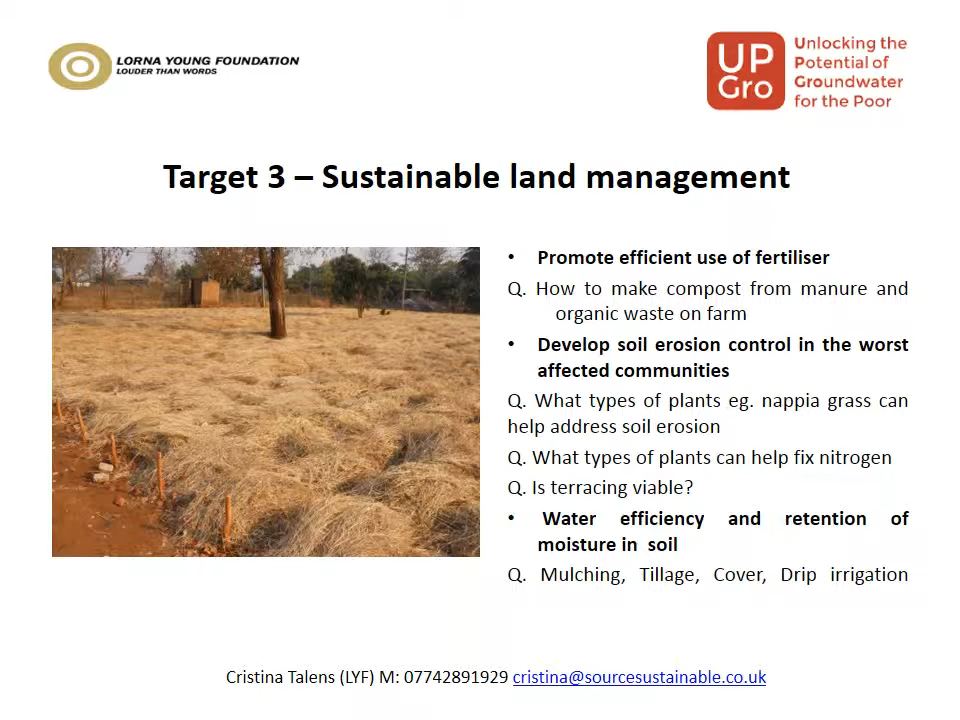 LORNA YOUNG FOUNDATION
LOUDER THAN WORDS
UP
Gro
Unlocking the
Potential of
Groundwater
for the Poor
Target 3 – Sustainable land management
• Promote efficient use of fertiliser
Q. How to make compost from manure and
organic waste on farm
• Develop soil erosion control in the worst
affected communities
Q. What types of plants eg. nappia grass can
help address soil erosion
Q. What types of plants can help fix nitrogen
Q. Is terracing viable?
• Water efficiency and retention of
moisture in soil
Q. Mulching, Tillage, Cover, Drip irrigation
Cristina Talens (LYF) M: 07742891929 cristina@sourcesustainable.co.uk